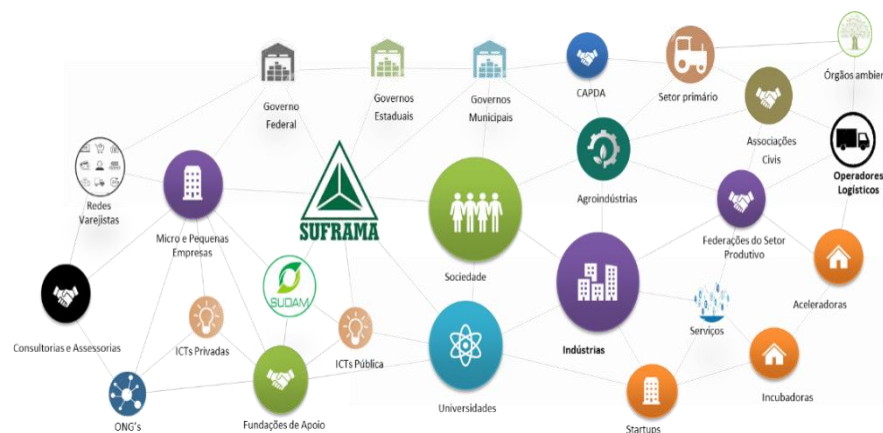 Governo
Federal
Governos
Estaduais
Governos
Municipais
CAPDA
Setor primário
Órgãos ambier
Associações
Civis
Operadores
Logísticos
Redes
Varejistas
Micro e Pequenas
Empresas
SUFRAMA
Sociedade
Agroindústrias
Federações do Setor
Produtivo
SUDAM
Aceleradoras
Consultorias e Assessorias
ICTs Privadas
ICTs Pública
Universidades
Indústrias
Serviços
Incubadoras
ONG's
Fundações de Apoio
Startups